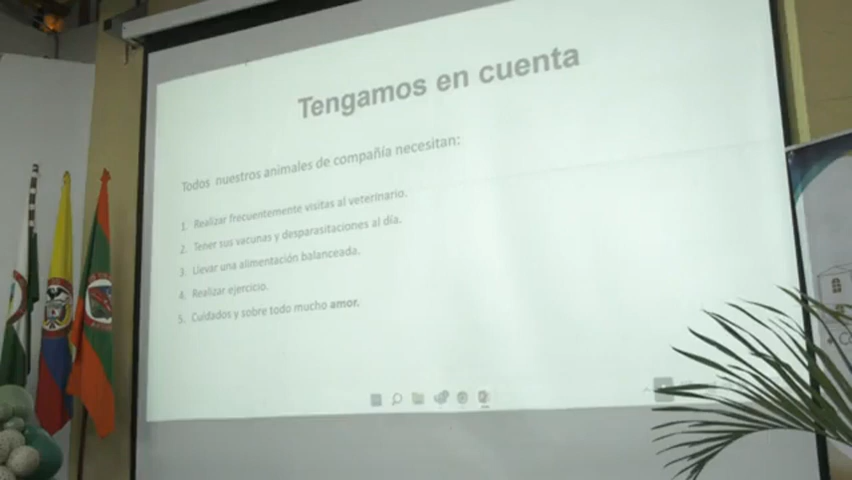 Tengamos en cuenta
Todos nuestros animales de compañía necesitan:
1. Realizar frecuentemente visitas al veterinario.
2. Tener sus vacunas y desparasitaciones al día.
3. Llevar una alimentación balanceada.
4. Realizar ejercicio.
5. Cuidados y sobre todo mucho amor.